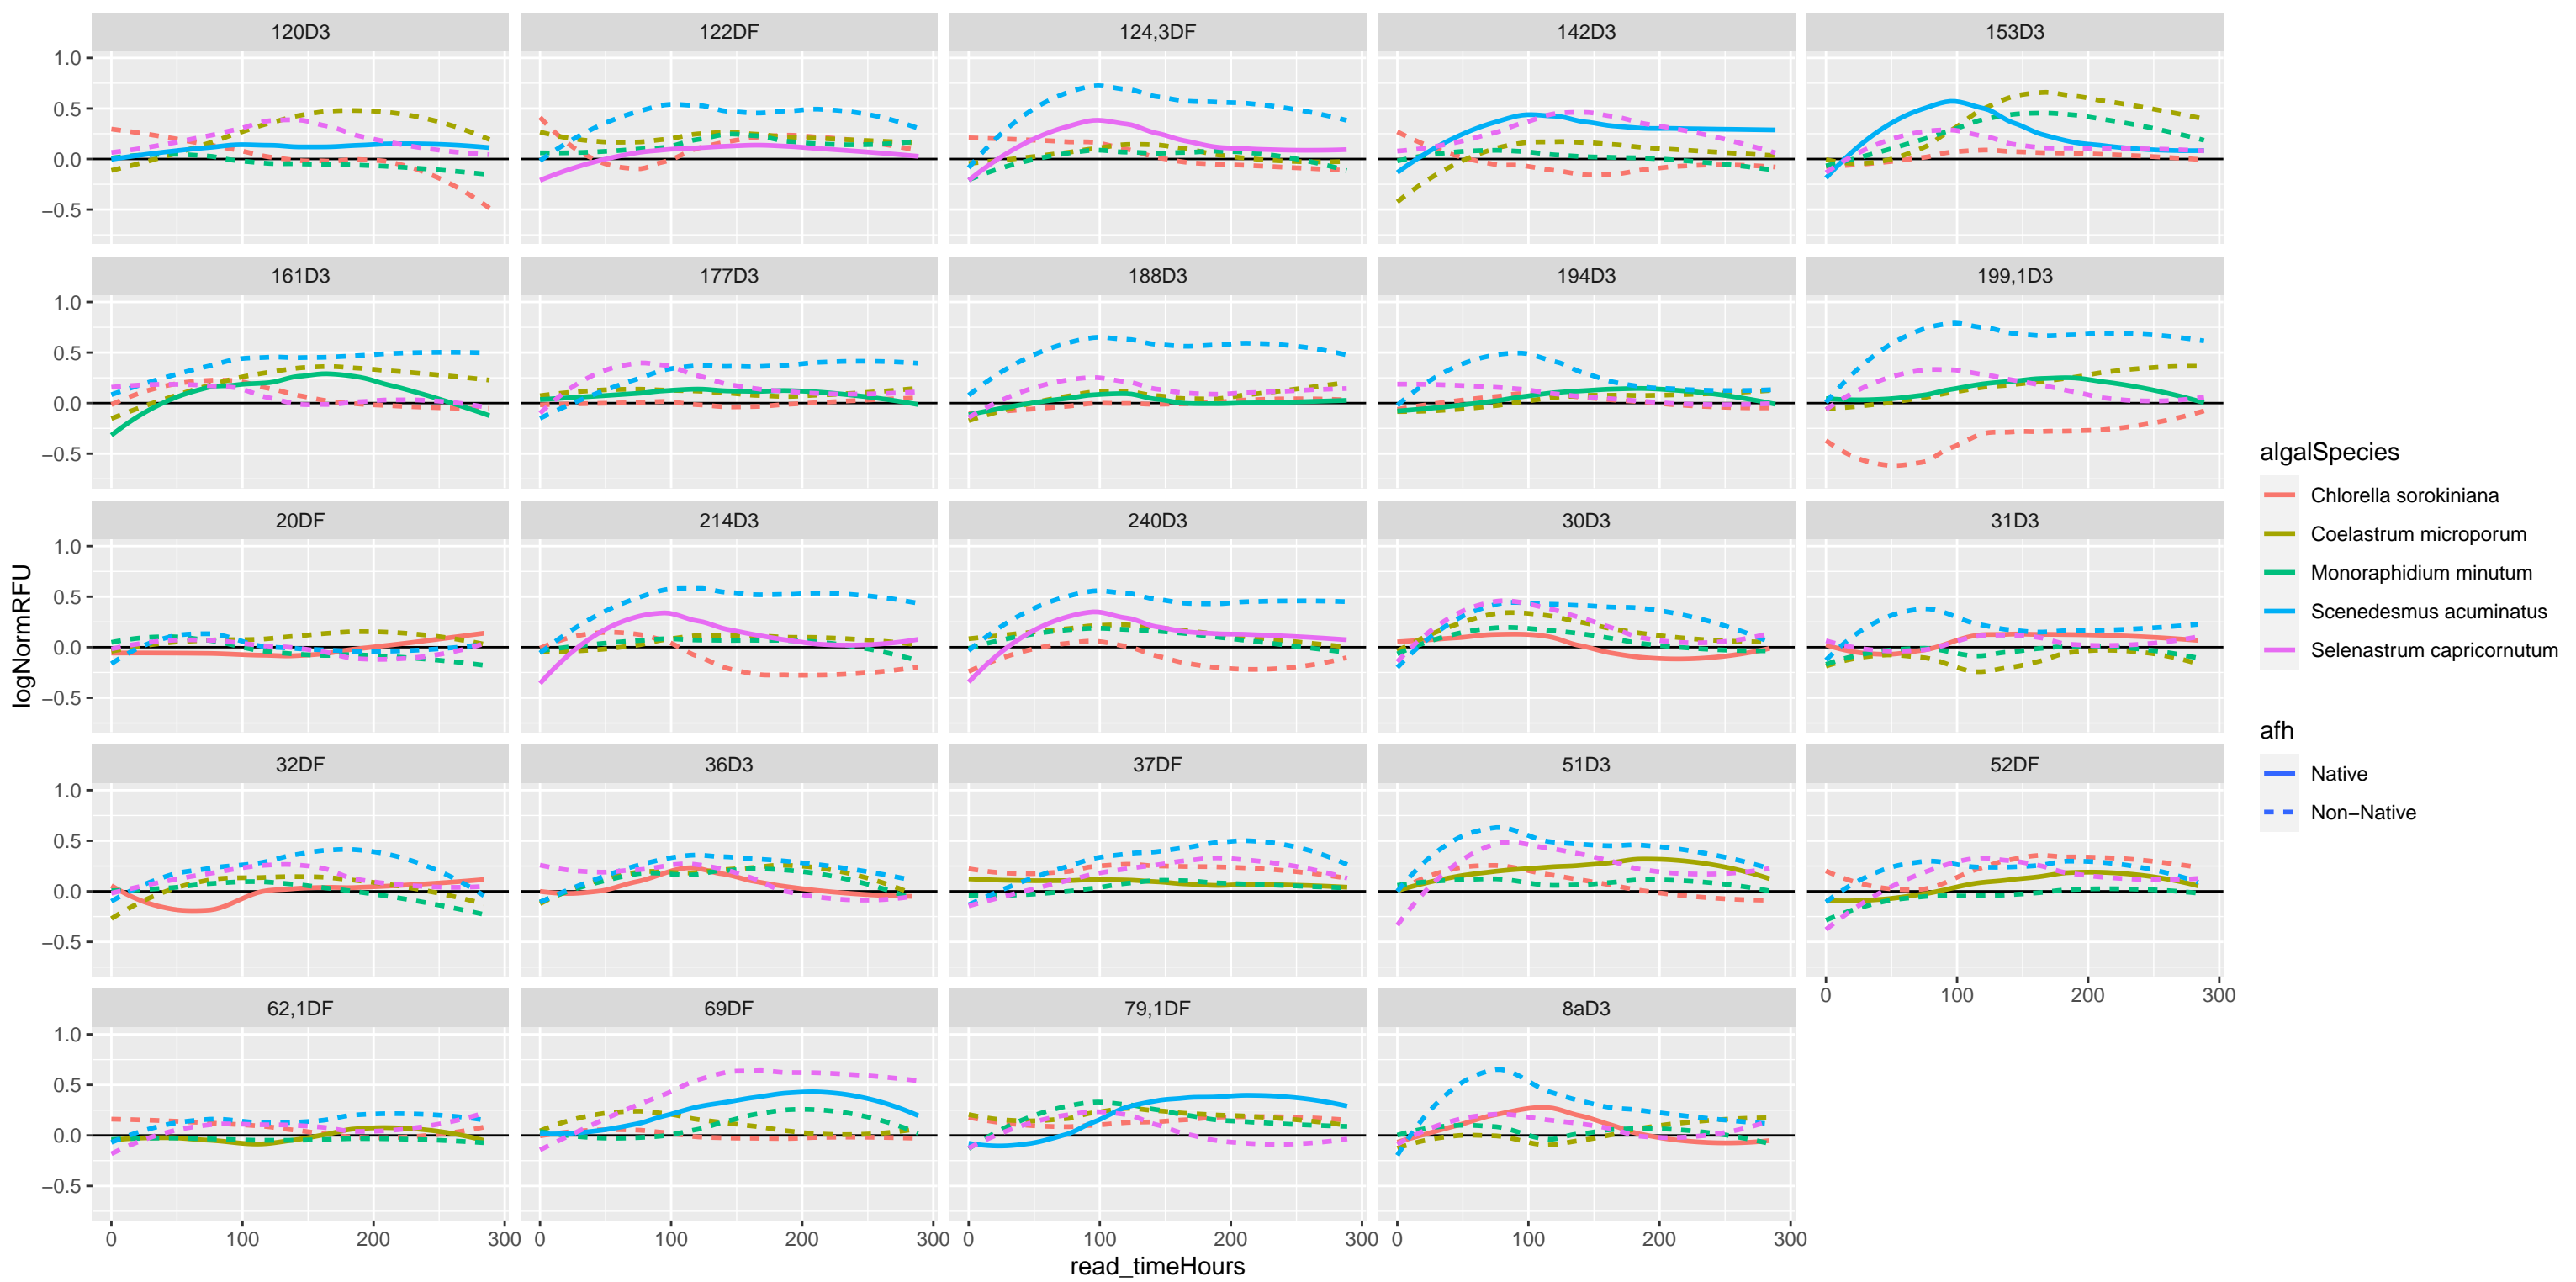 120D3 122DF 124,3DF 142D3 153D3
1.0
0.5
0.0
−0.5
161D3 177D3 188D3 194D3 199,1D3
1.0
0.5
0.0
−0.5
20DF 214D3 240D3 30D3 31D3
1.0
0.5
0.0
−0.5
32DF 36D3 37DF 51D3 52DF
1.0
0.5
0.0
−0.5
0 100 200 300
62,1DF 69DF 79,1DF 8aD3
1.0
0.5
0.0
−0.5
0 100 200 300 0 100 200 300 0 100 200 300 0 100 200 300
read_timeHours
logNormRFU
algalSpecies
Chlorella sorokiniana
Coelastrum microporum
Monoraphidium minutum
Scenedesmus acuminatus
Selenastrum capricornutum
afh
Native
Non−Native